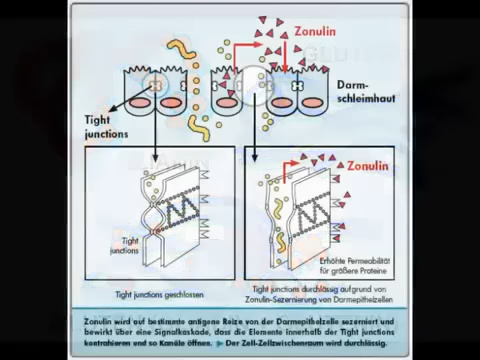 Zonulin
Darm-
schleimhaut
Tight
junctions
Zonulin
Tight
junctions
Erhöhte Permeabilität
für größere Proteine
Tight junctions geschlossen
Tight junctions durchlässig aufgrund von
Zonulin-Sezernierung von Darmepithelzellen
Zonulin wird auf bestimmte antigene Reize von der Darmepithelzelle sezerniert und
bewirkt über eine Signalkaskade, dass die Elemente innerhalb der Tight junctions
kontrahieren und so Kanäle öffnen. ► Der Zell-Zellzwischenraum wird durchlässig.